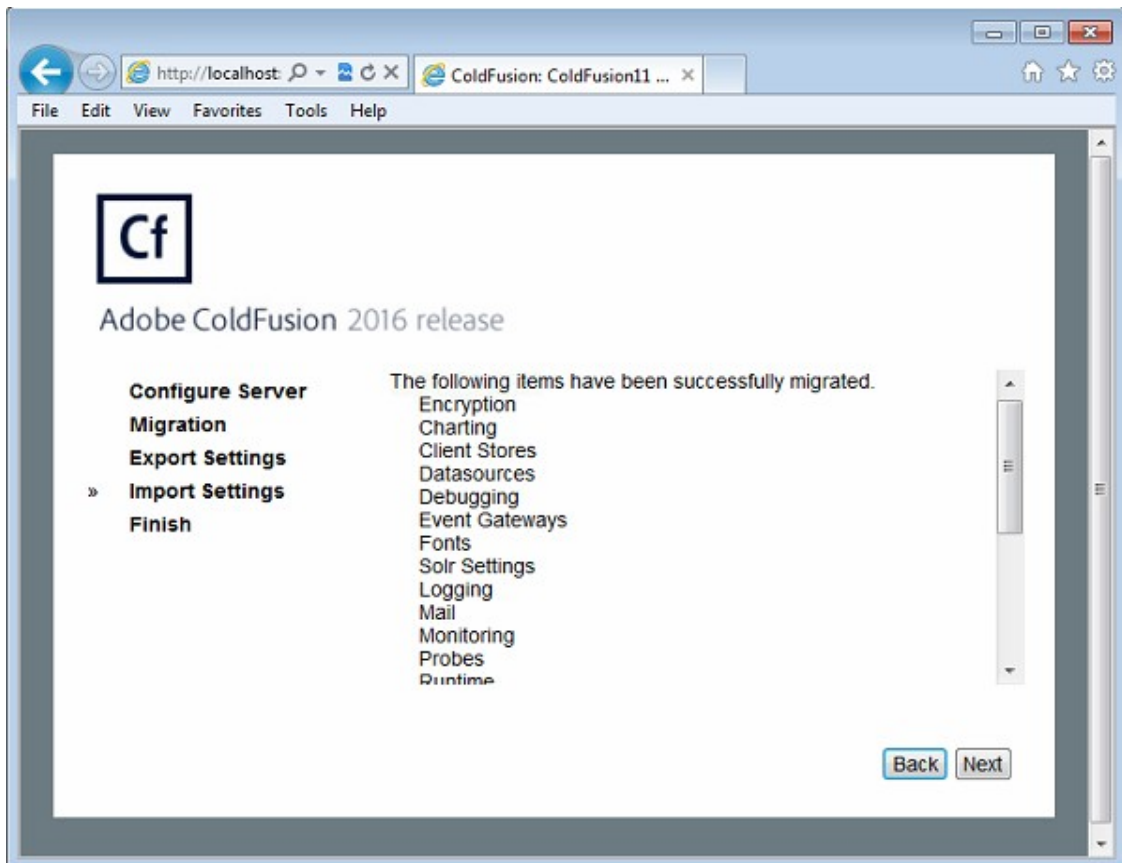 http://localhost:
ColdFusion: ColdFusion11 ...
File Edit View Favorites Tools Help
Cf
Adobe ColdFusion 2016 release
Configure Server
Migration
Export Settings
» Import Settings
Finish
The following items have been successfully migrated.
Encryption
Charting
Client Stores
Datasources
Debugging
Event Gateways
Fonts
Solr Settings
Logging
Mail
Monitoring
Probes
Runtime
Back Next